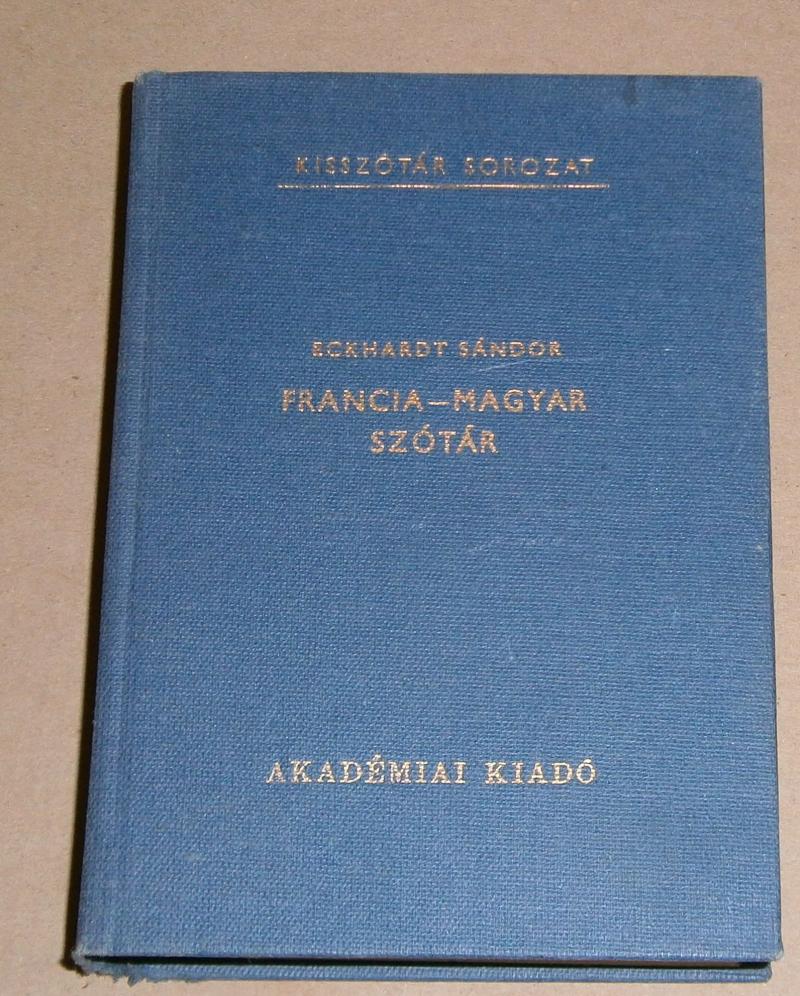 KISSZÓTÁR SOROZAT
ECKHARDT SÁNDOR
FRANCIA—MAGYAR
SZÓTÁR
AKADÉMIAI KIADÓ